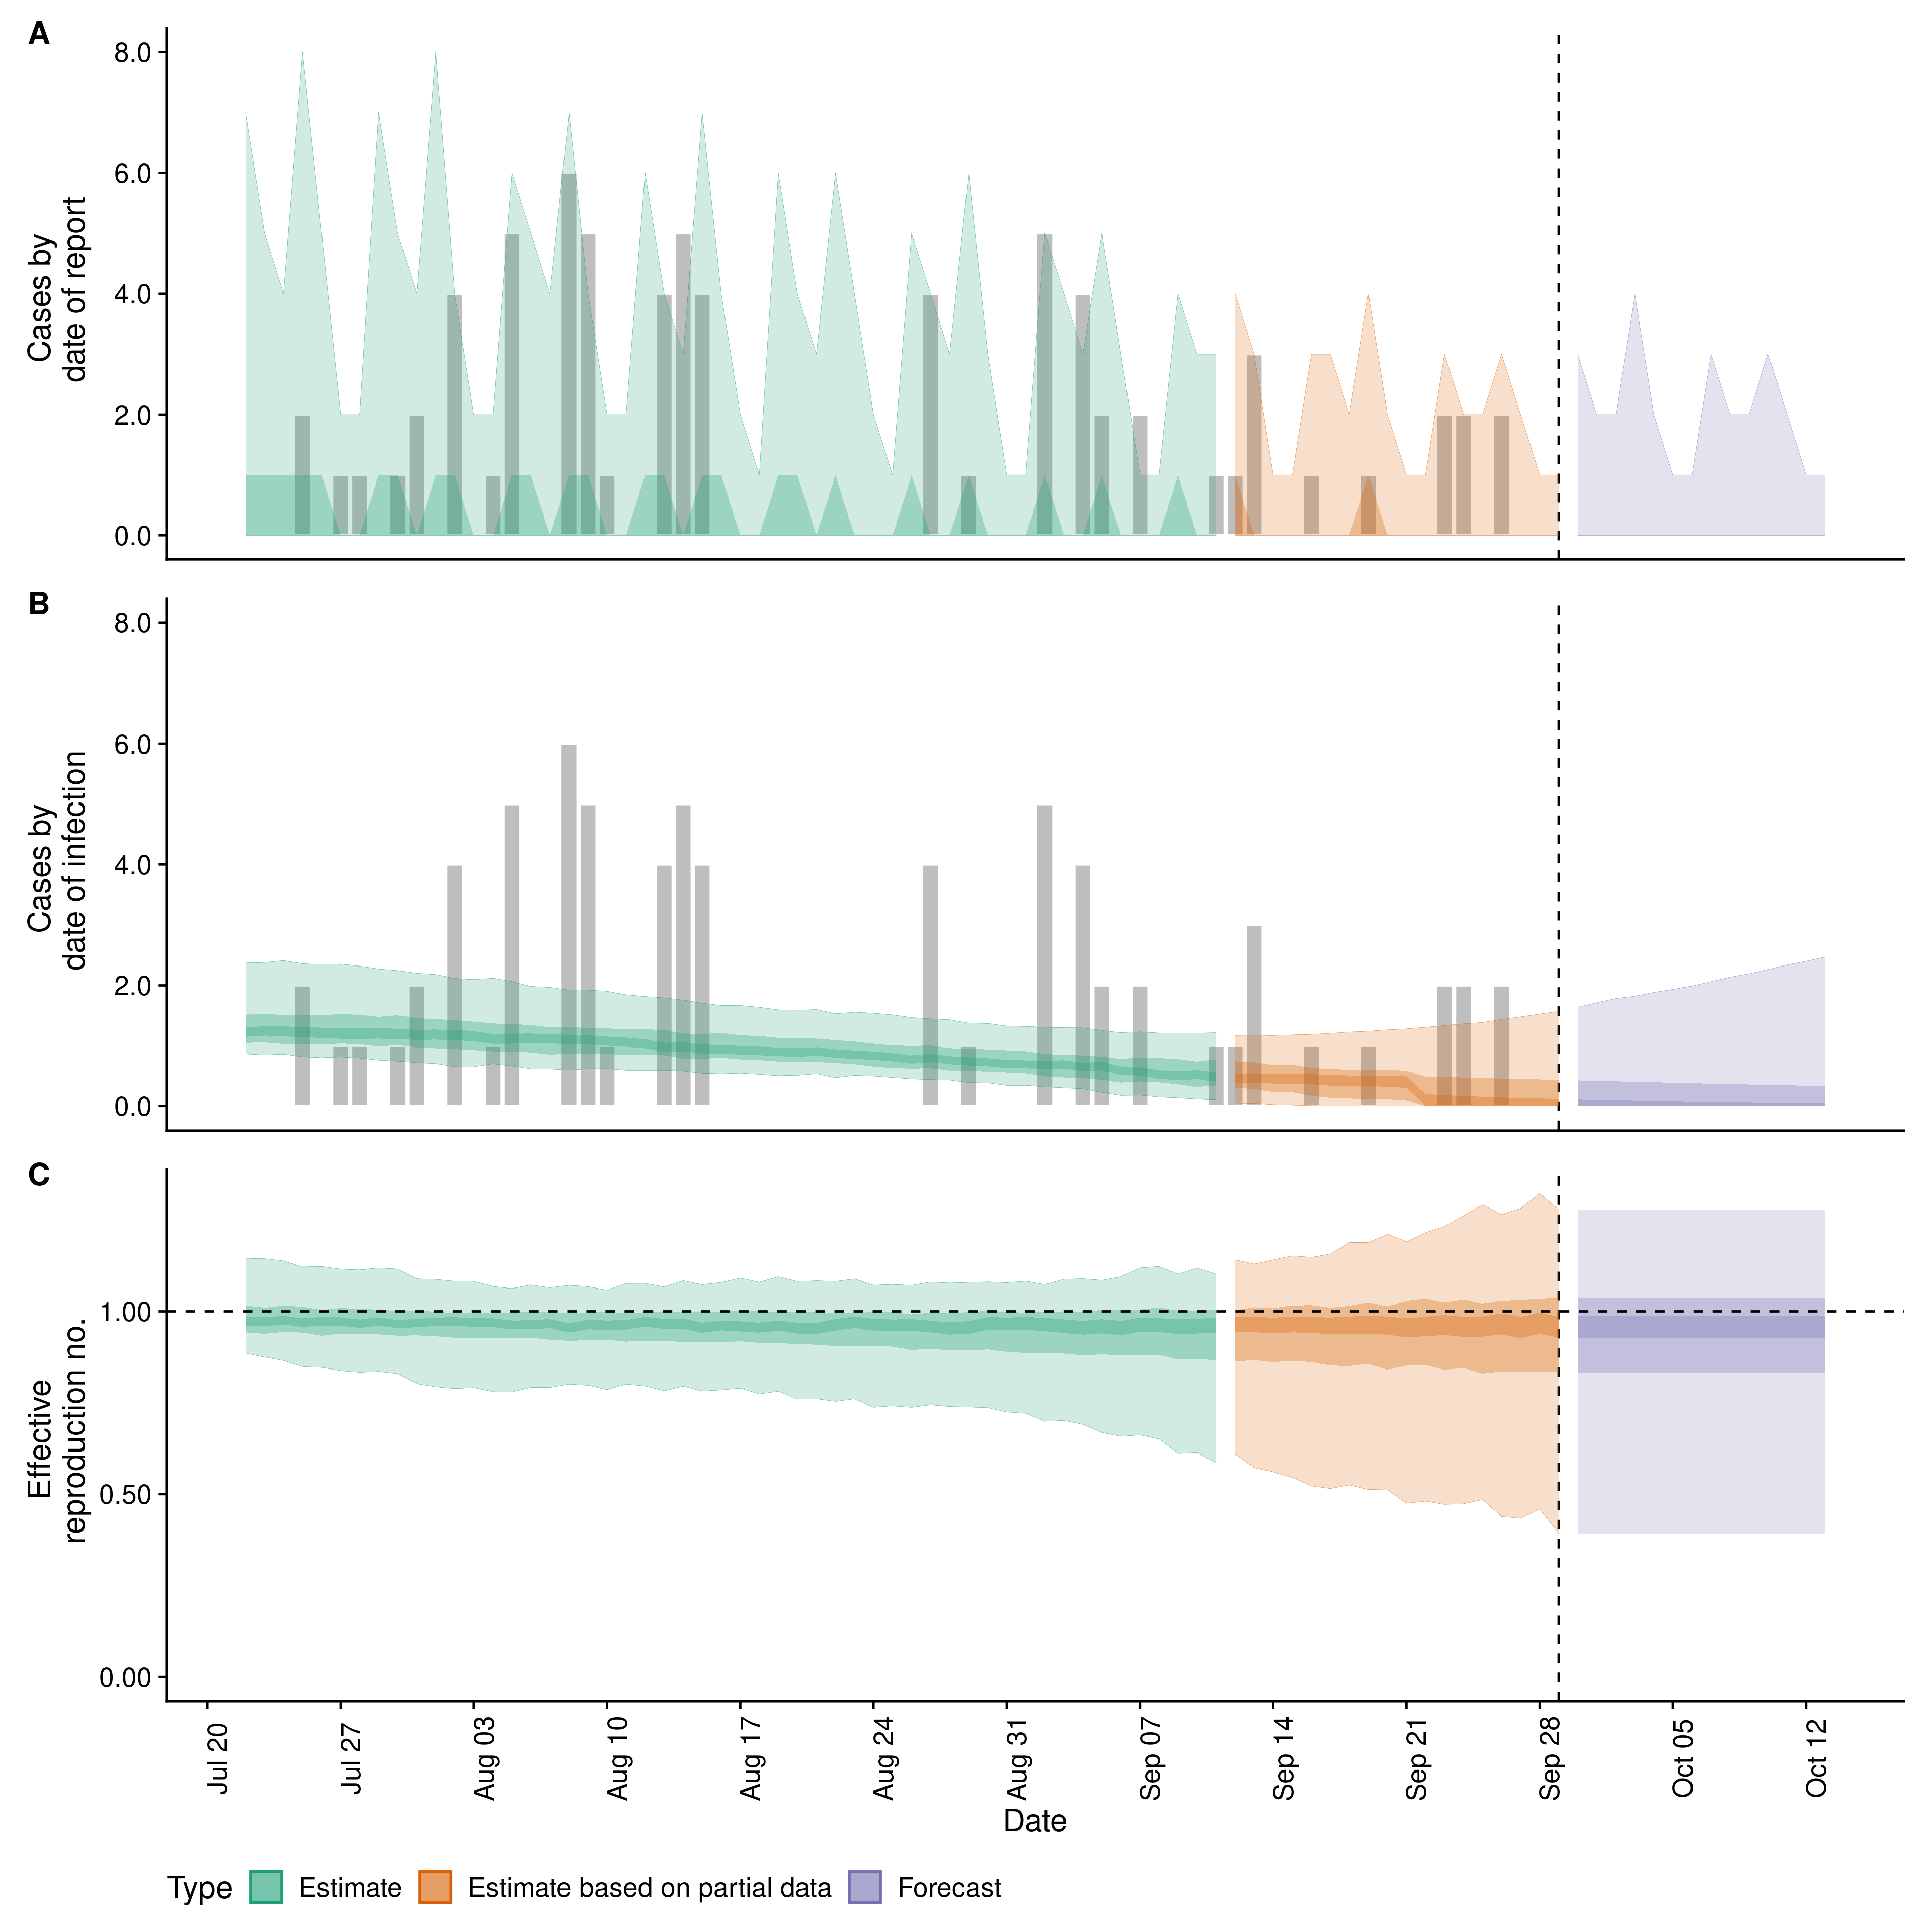 A
8.0
6.0
4.0
2.0
0.0
Cases by
date of report
B
8.0
6.0
4.0
2.0
0.0
Cases by
date of infection
C
1.00
0.50
0.00
Effective
reproduction no.
Jul 20
Jul 27
Aug 03
Aug 10
Aug 17
Aug 24
Aug 31
Sep 07
Sep 14
Sep 21
Sep 28
Oct 05
Oct 12
Date
Type Estimate Estimate based on partial data Forecast